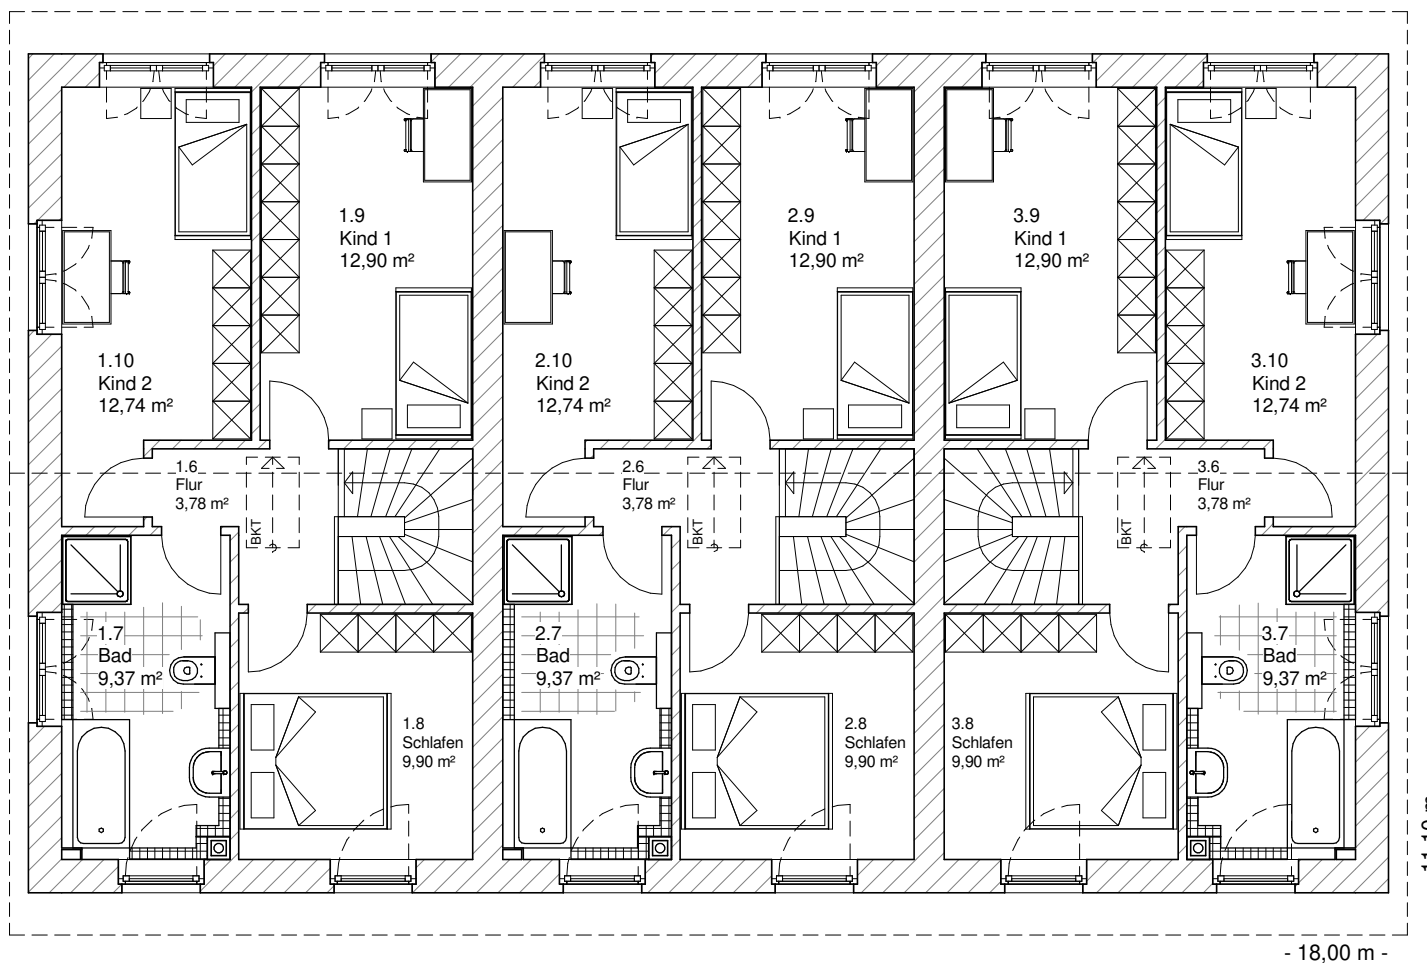 1.9
Kind 1
12,90 m²
2.9
Kind 1
12,90 m²
3.9
Kind 1
12,90 m²
1.10
Kind 2
12,74 m²
2.10
Kind 2
12,74 m²
3.10
Kind 2
12,74 m²
1.6
Flur
3,78 m²
BKT
2.6
Flur
3,78 m²
BKT
3.6
Flur
3,78 m²
BKT
1.7
Bad
9,37 m²
2.7
Bad
9,37 m²
3.7
Bad
9,37 m²
1.8
Schlafen
9,90 m²
2.8
Schlafen
9,90 m²
3.8
Schlafen
9,90 m²
- 18,00 m -